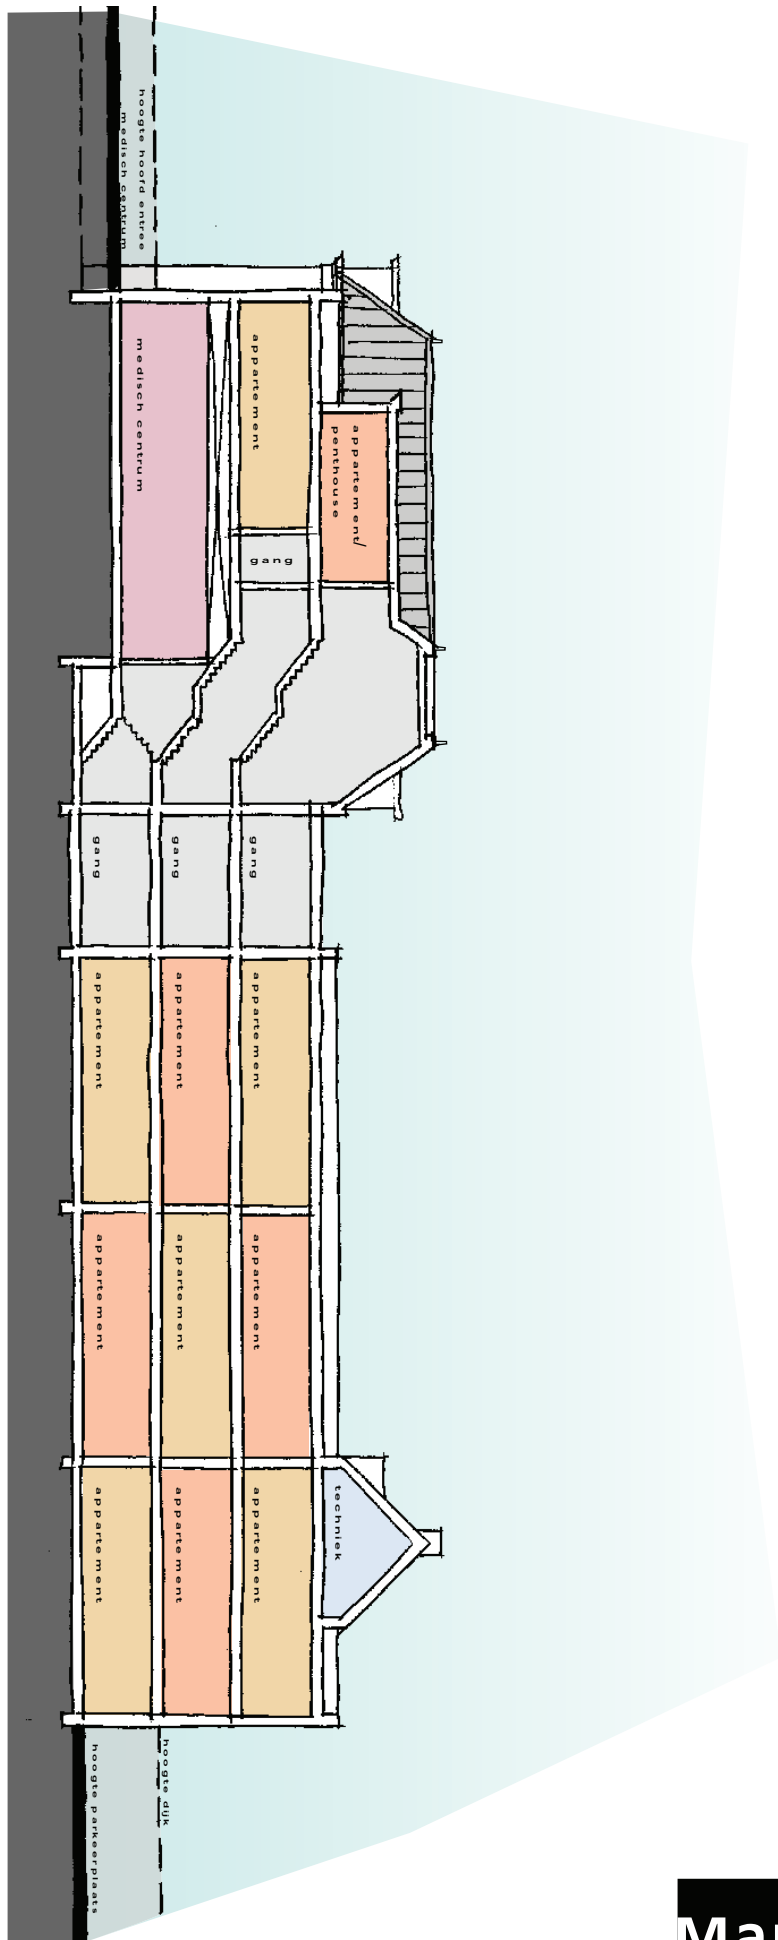 hoogte hoofd entree
medisch centrum
medisch centrum
appartement
appartement/
penthouse
gang
gang
gang
gang
appartement
appartement
appartement
appartement
appartement
appartement
techniek
appartement
appartement
appartement
hoogte dijk
hoogte parkeerplaats
Mar